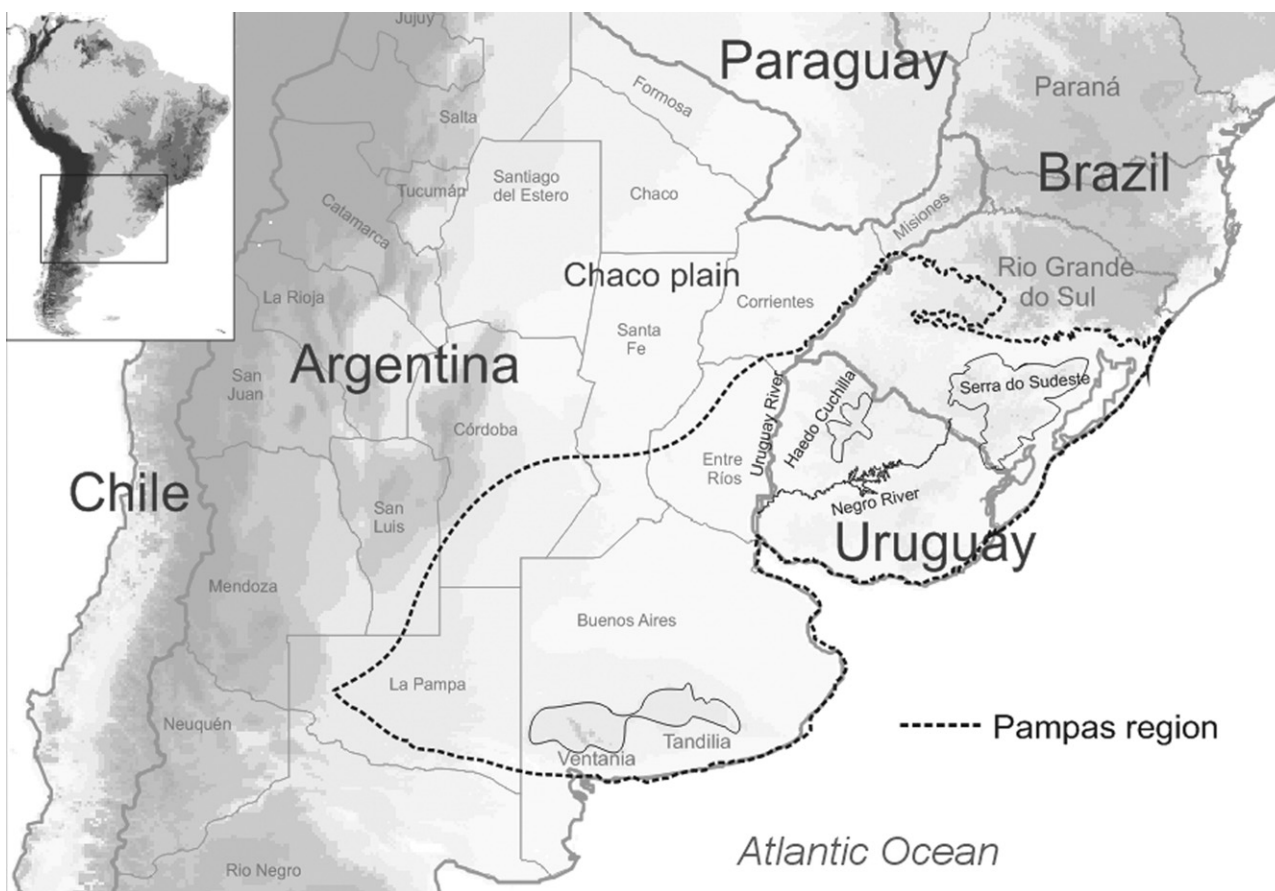 Jujuy
Paraguay
Paraná
Formosa
Salta
Brazil
Santiago
del Estero
Chaco
Tucumán
Misiones
Catamarca
Rio Grande
do Sul
Chaco plain
La Rioja
Corrientes
Santa
Fe
Argentina
San
Juan
Serra do Sudeste
Uruguay River
Haedo Cuchilla
Córdoba
Entre
Ríos
Chile
San
Luis
Negro River
Uruguay
Mendoza
Buenos Aires
La Pampa
Neuquén
Pampas region
Tandilia
Ventania
Atlantic Ocean
Rio Negro